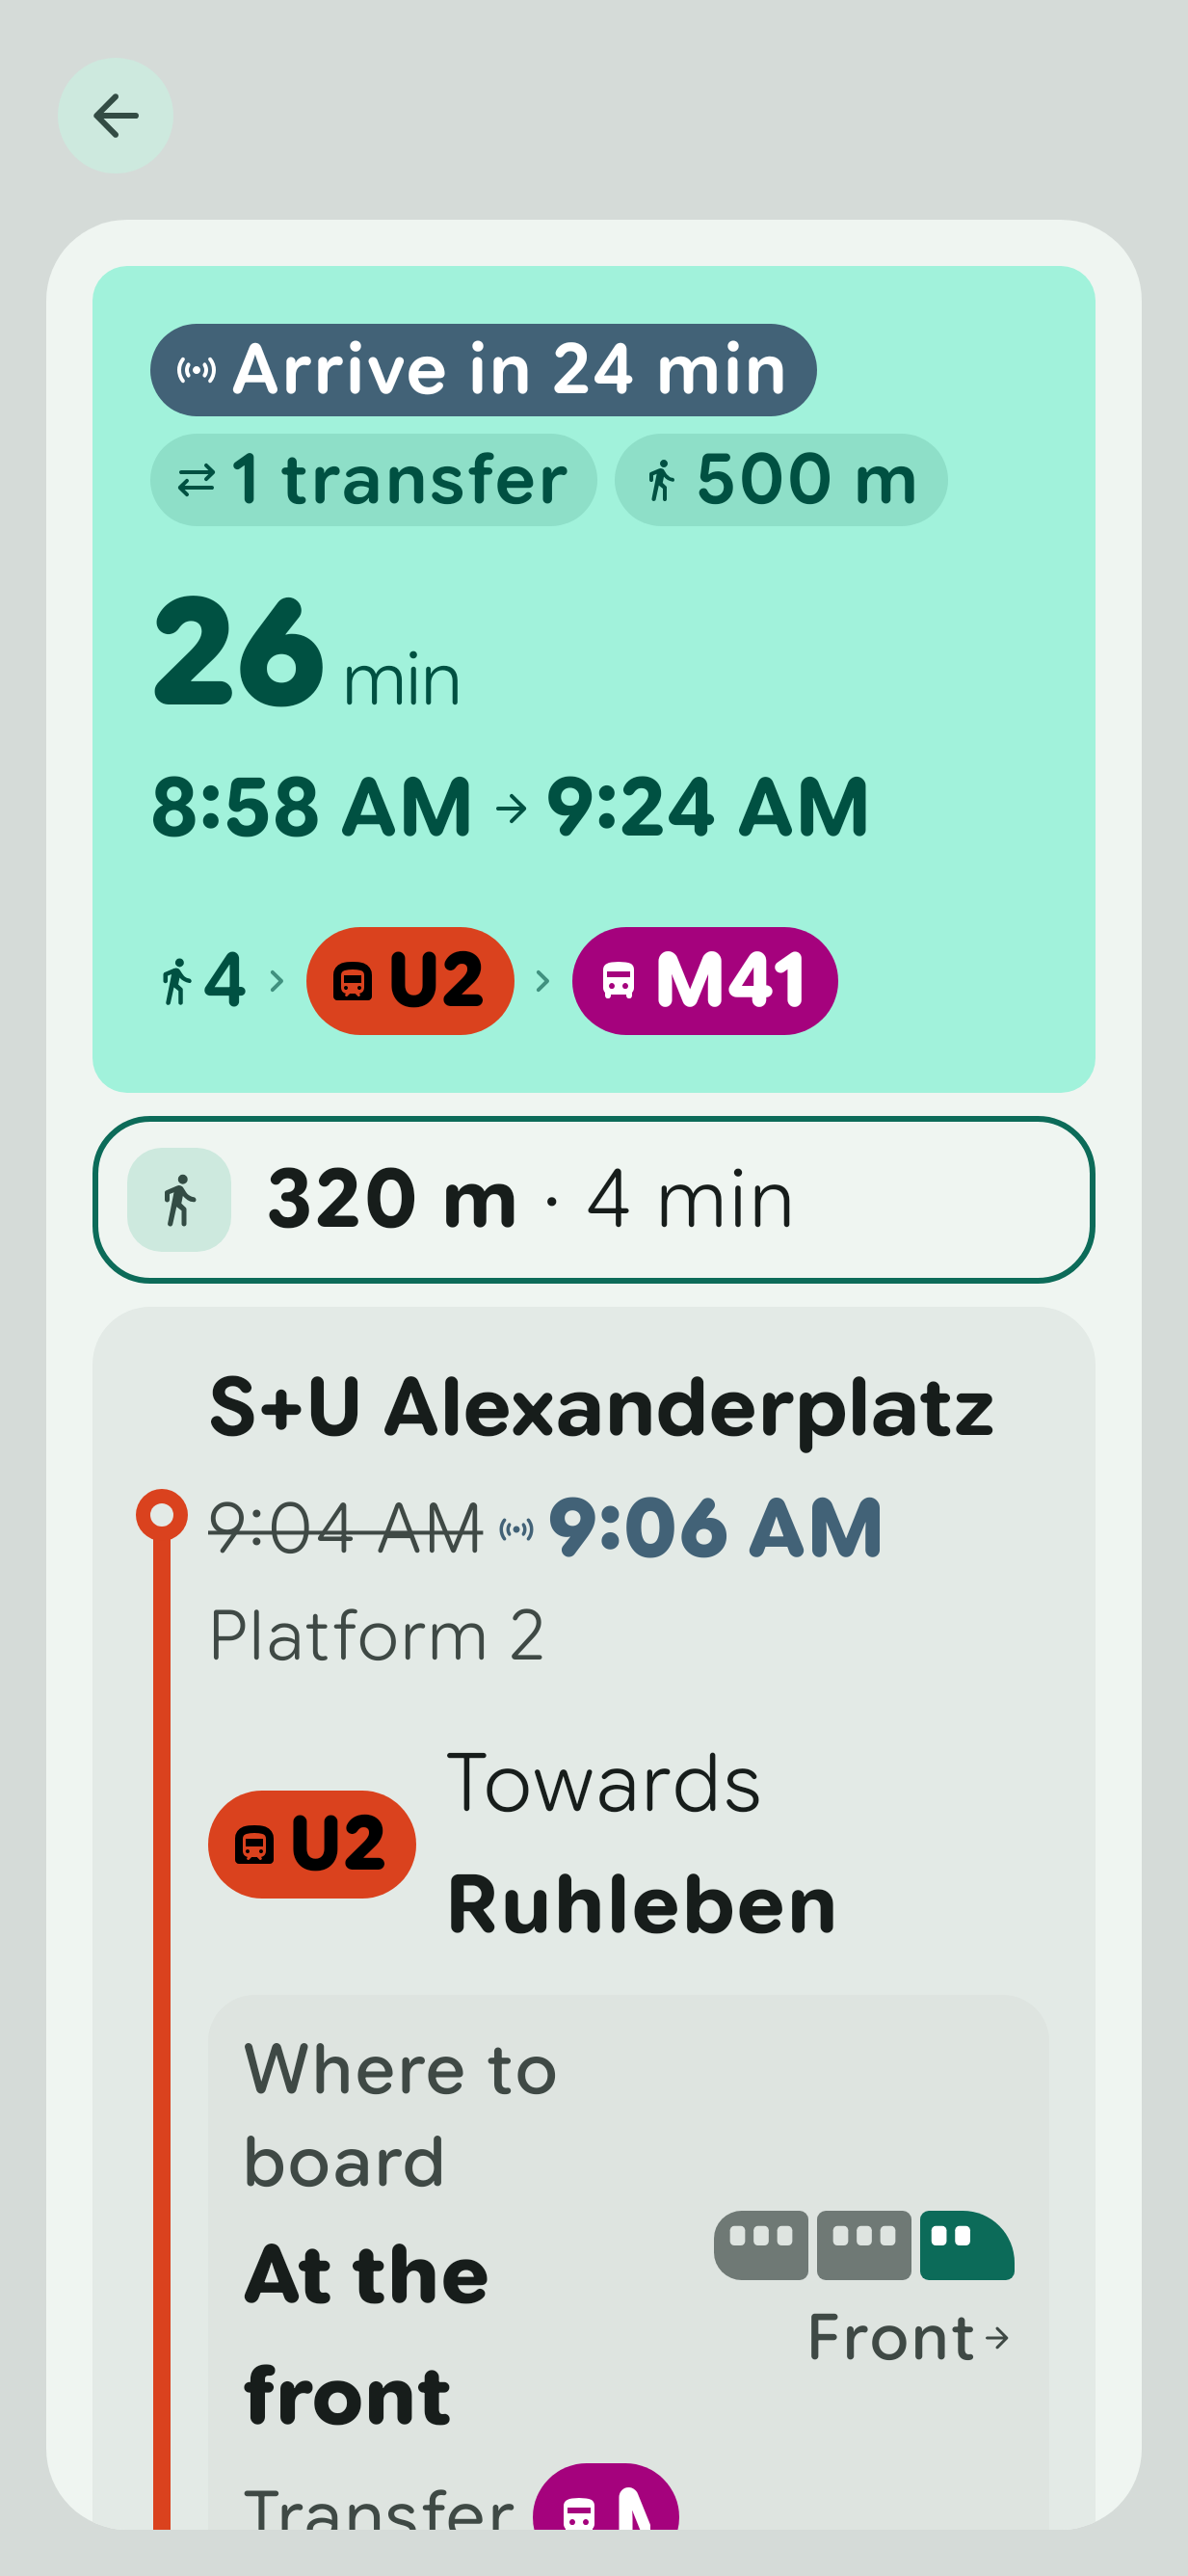 Arrive in 24 min
1 transfer 500 m
26 min
8:58 AM → 9:24 AM
4 › U2 › M41
320 m · 4 min
S+U Alexanderplatz
9:04 AM 9:06 AM
Platform 2
Towards
U2
Ruhleben
Where to
board
At the
front
Front→
Transfer